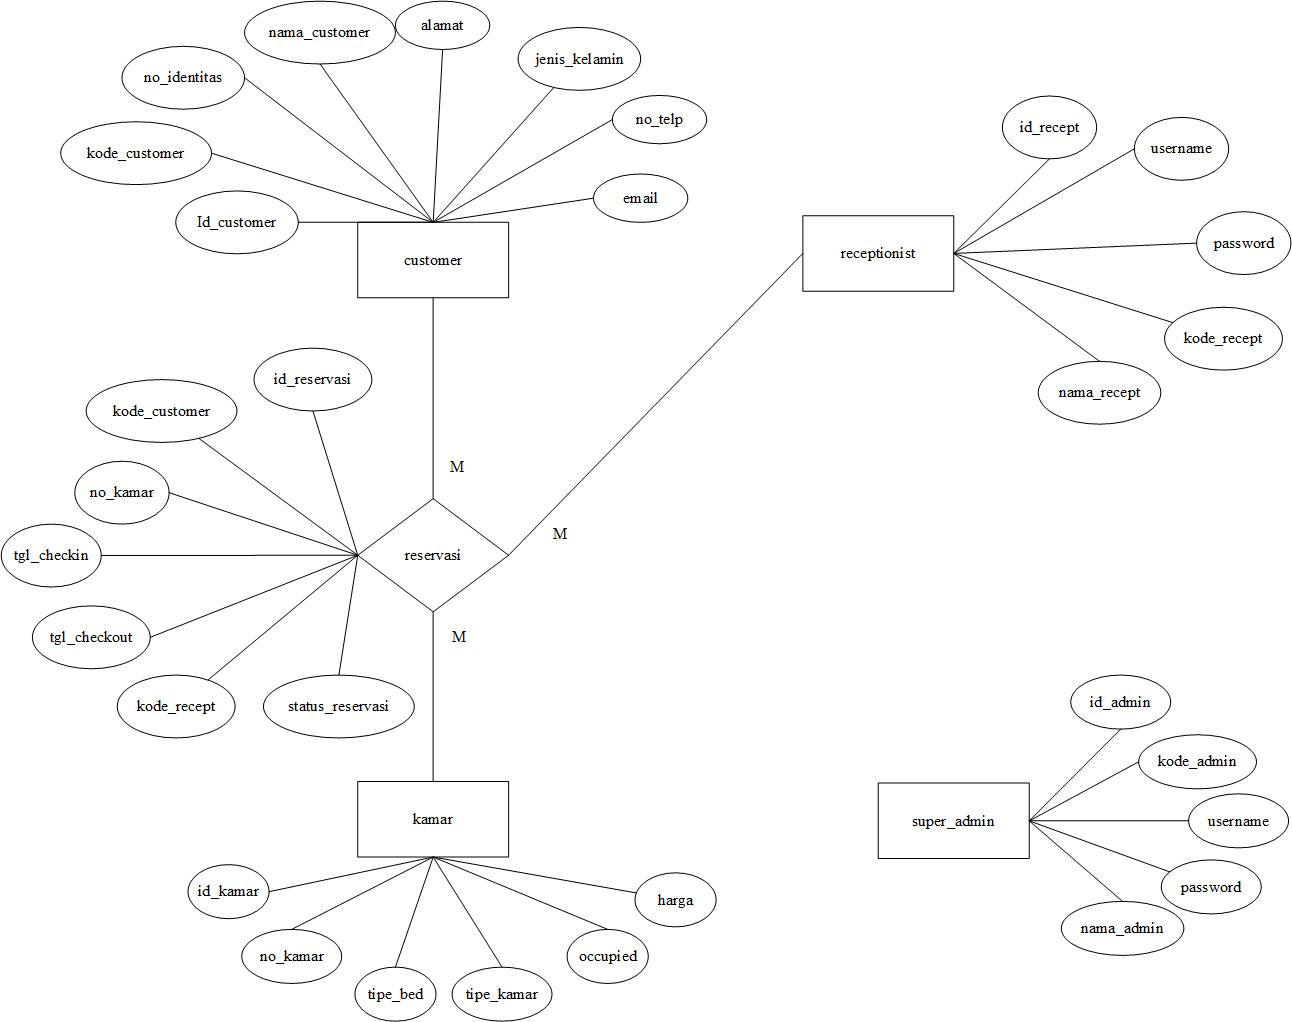 nama_customer
alamat
jenis_kelamin
no_identitas
no_telp
kode_customer
email
Id_customer
customer
id_recept
username
receptionist
password
kode_recept
nama_recept
id_reservasi
kode_customer
M
no_kamar
M
tgl_checkin
reservasi
tgl_checkout
M
kode_recept
status_reservasi
kamar
id_kamar
harga
no_kamar
occupied
tipe_bed
tipe_kamar
id_admin
kode_admin
super_admin
username
password
nama_admin